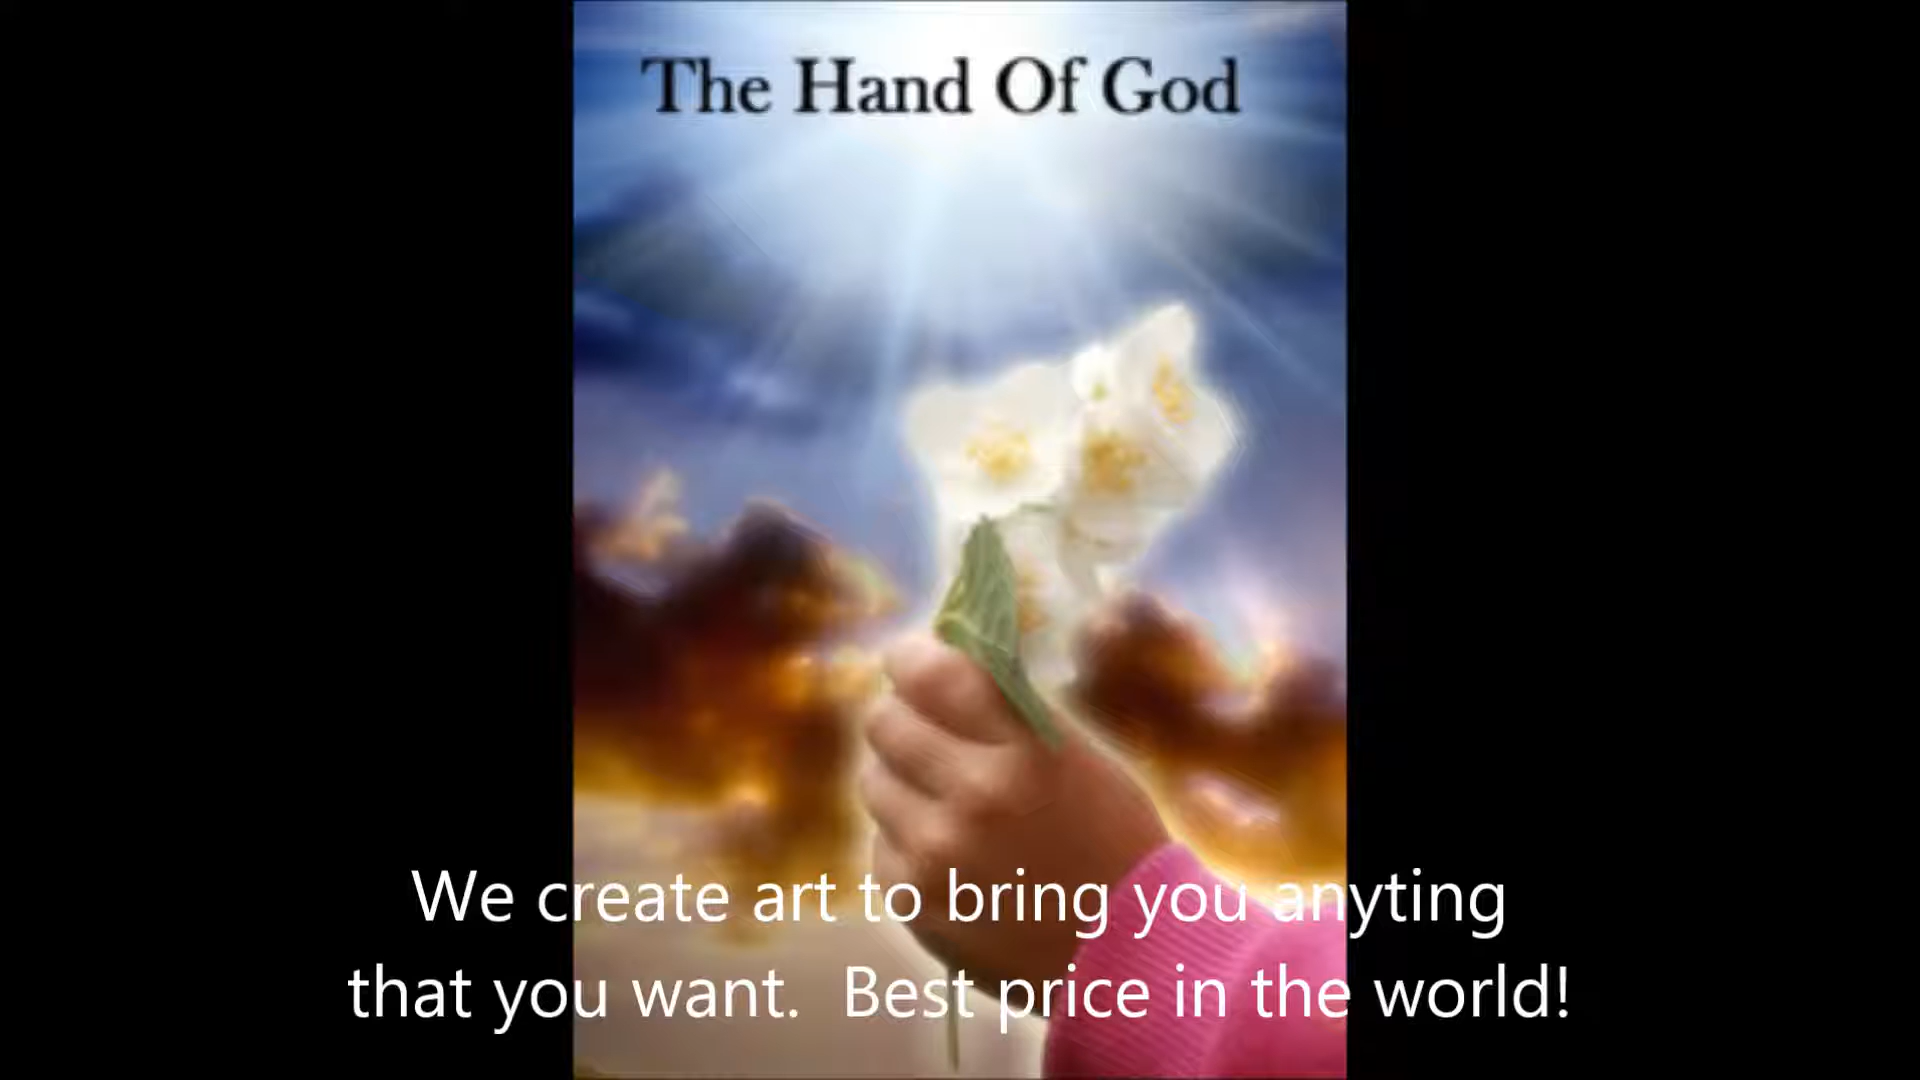 The Hand Of God
We create art to bring you anyting
that you want.  Best price in the world!